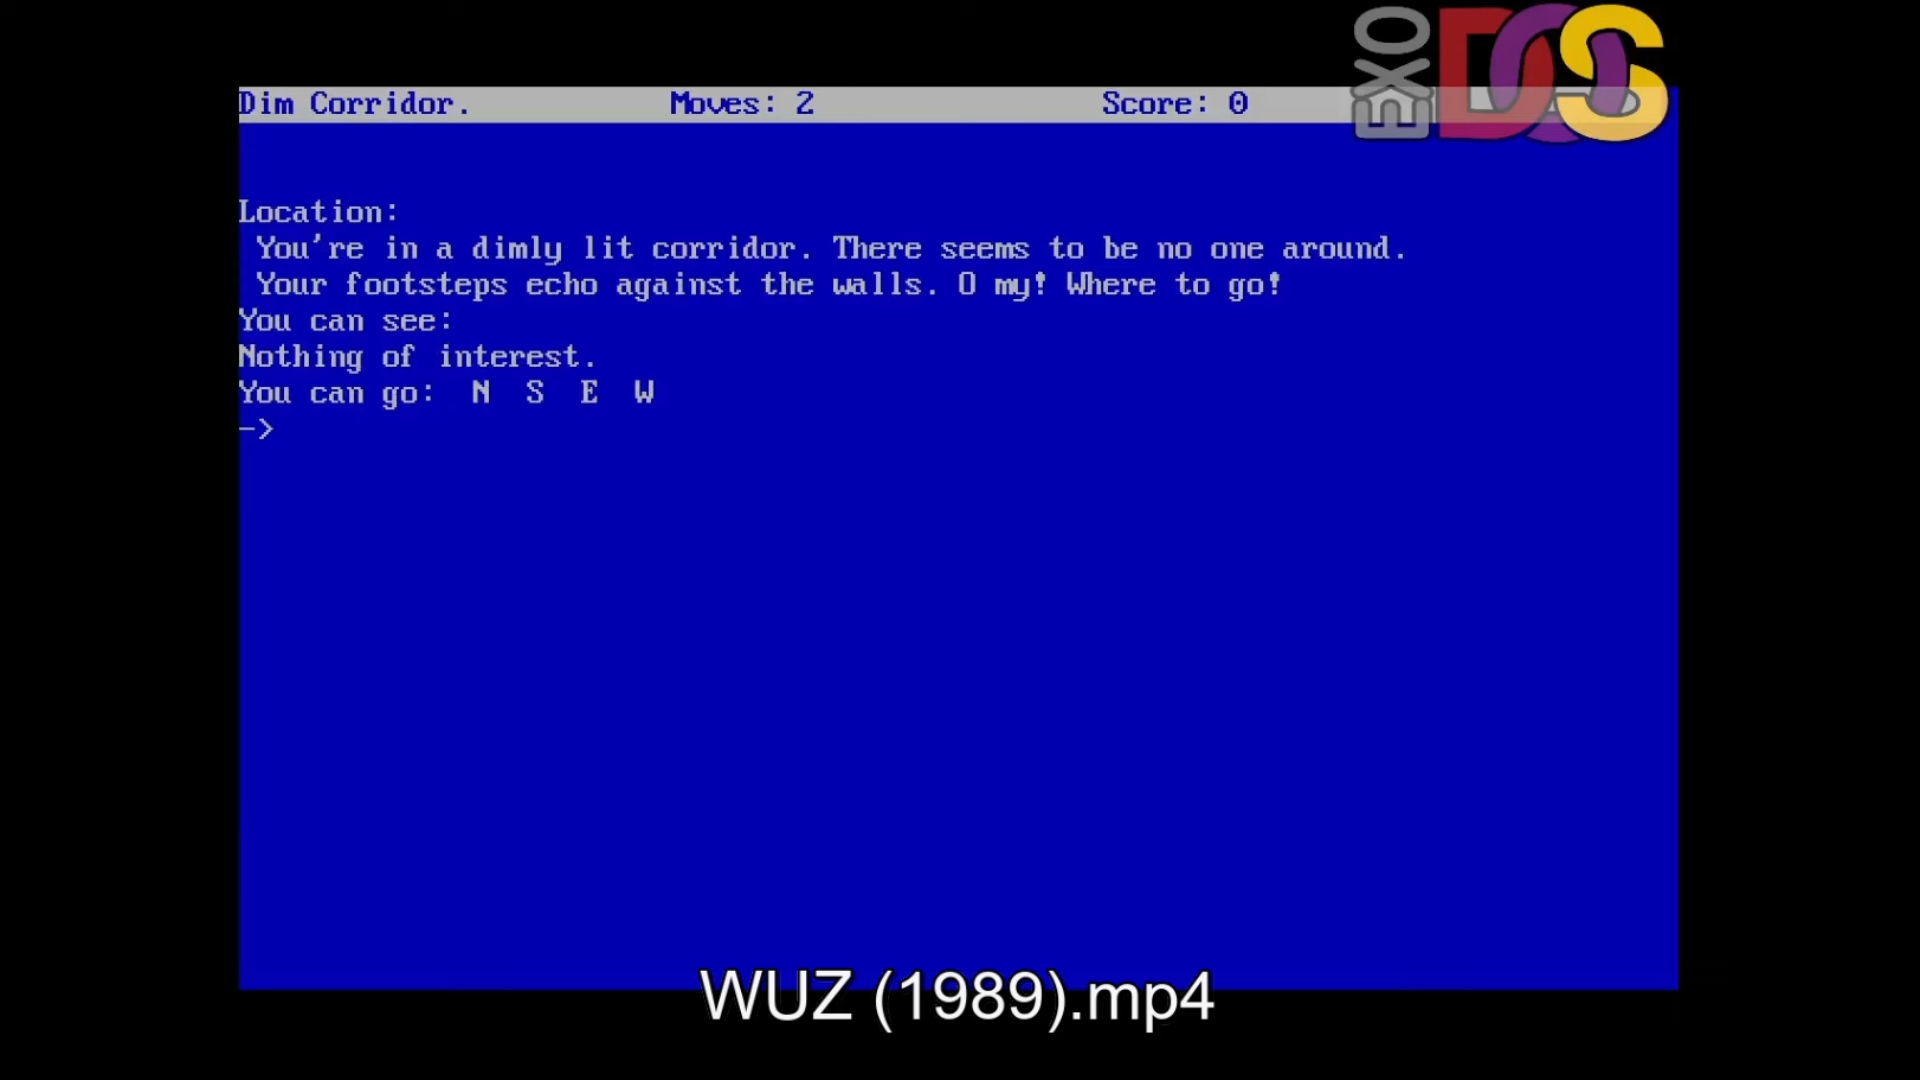 Dim Corridor. Moves: 2 Score: 0
EXO DOS
Location:
You're in a dimly lit corridor. There seems to be no one around.
Your footsteps echo against the walls. O my! Where to go!
You can see:
Nothing of interest.
You can go: N S E W
->
WUZ (1989).mp4